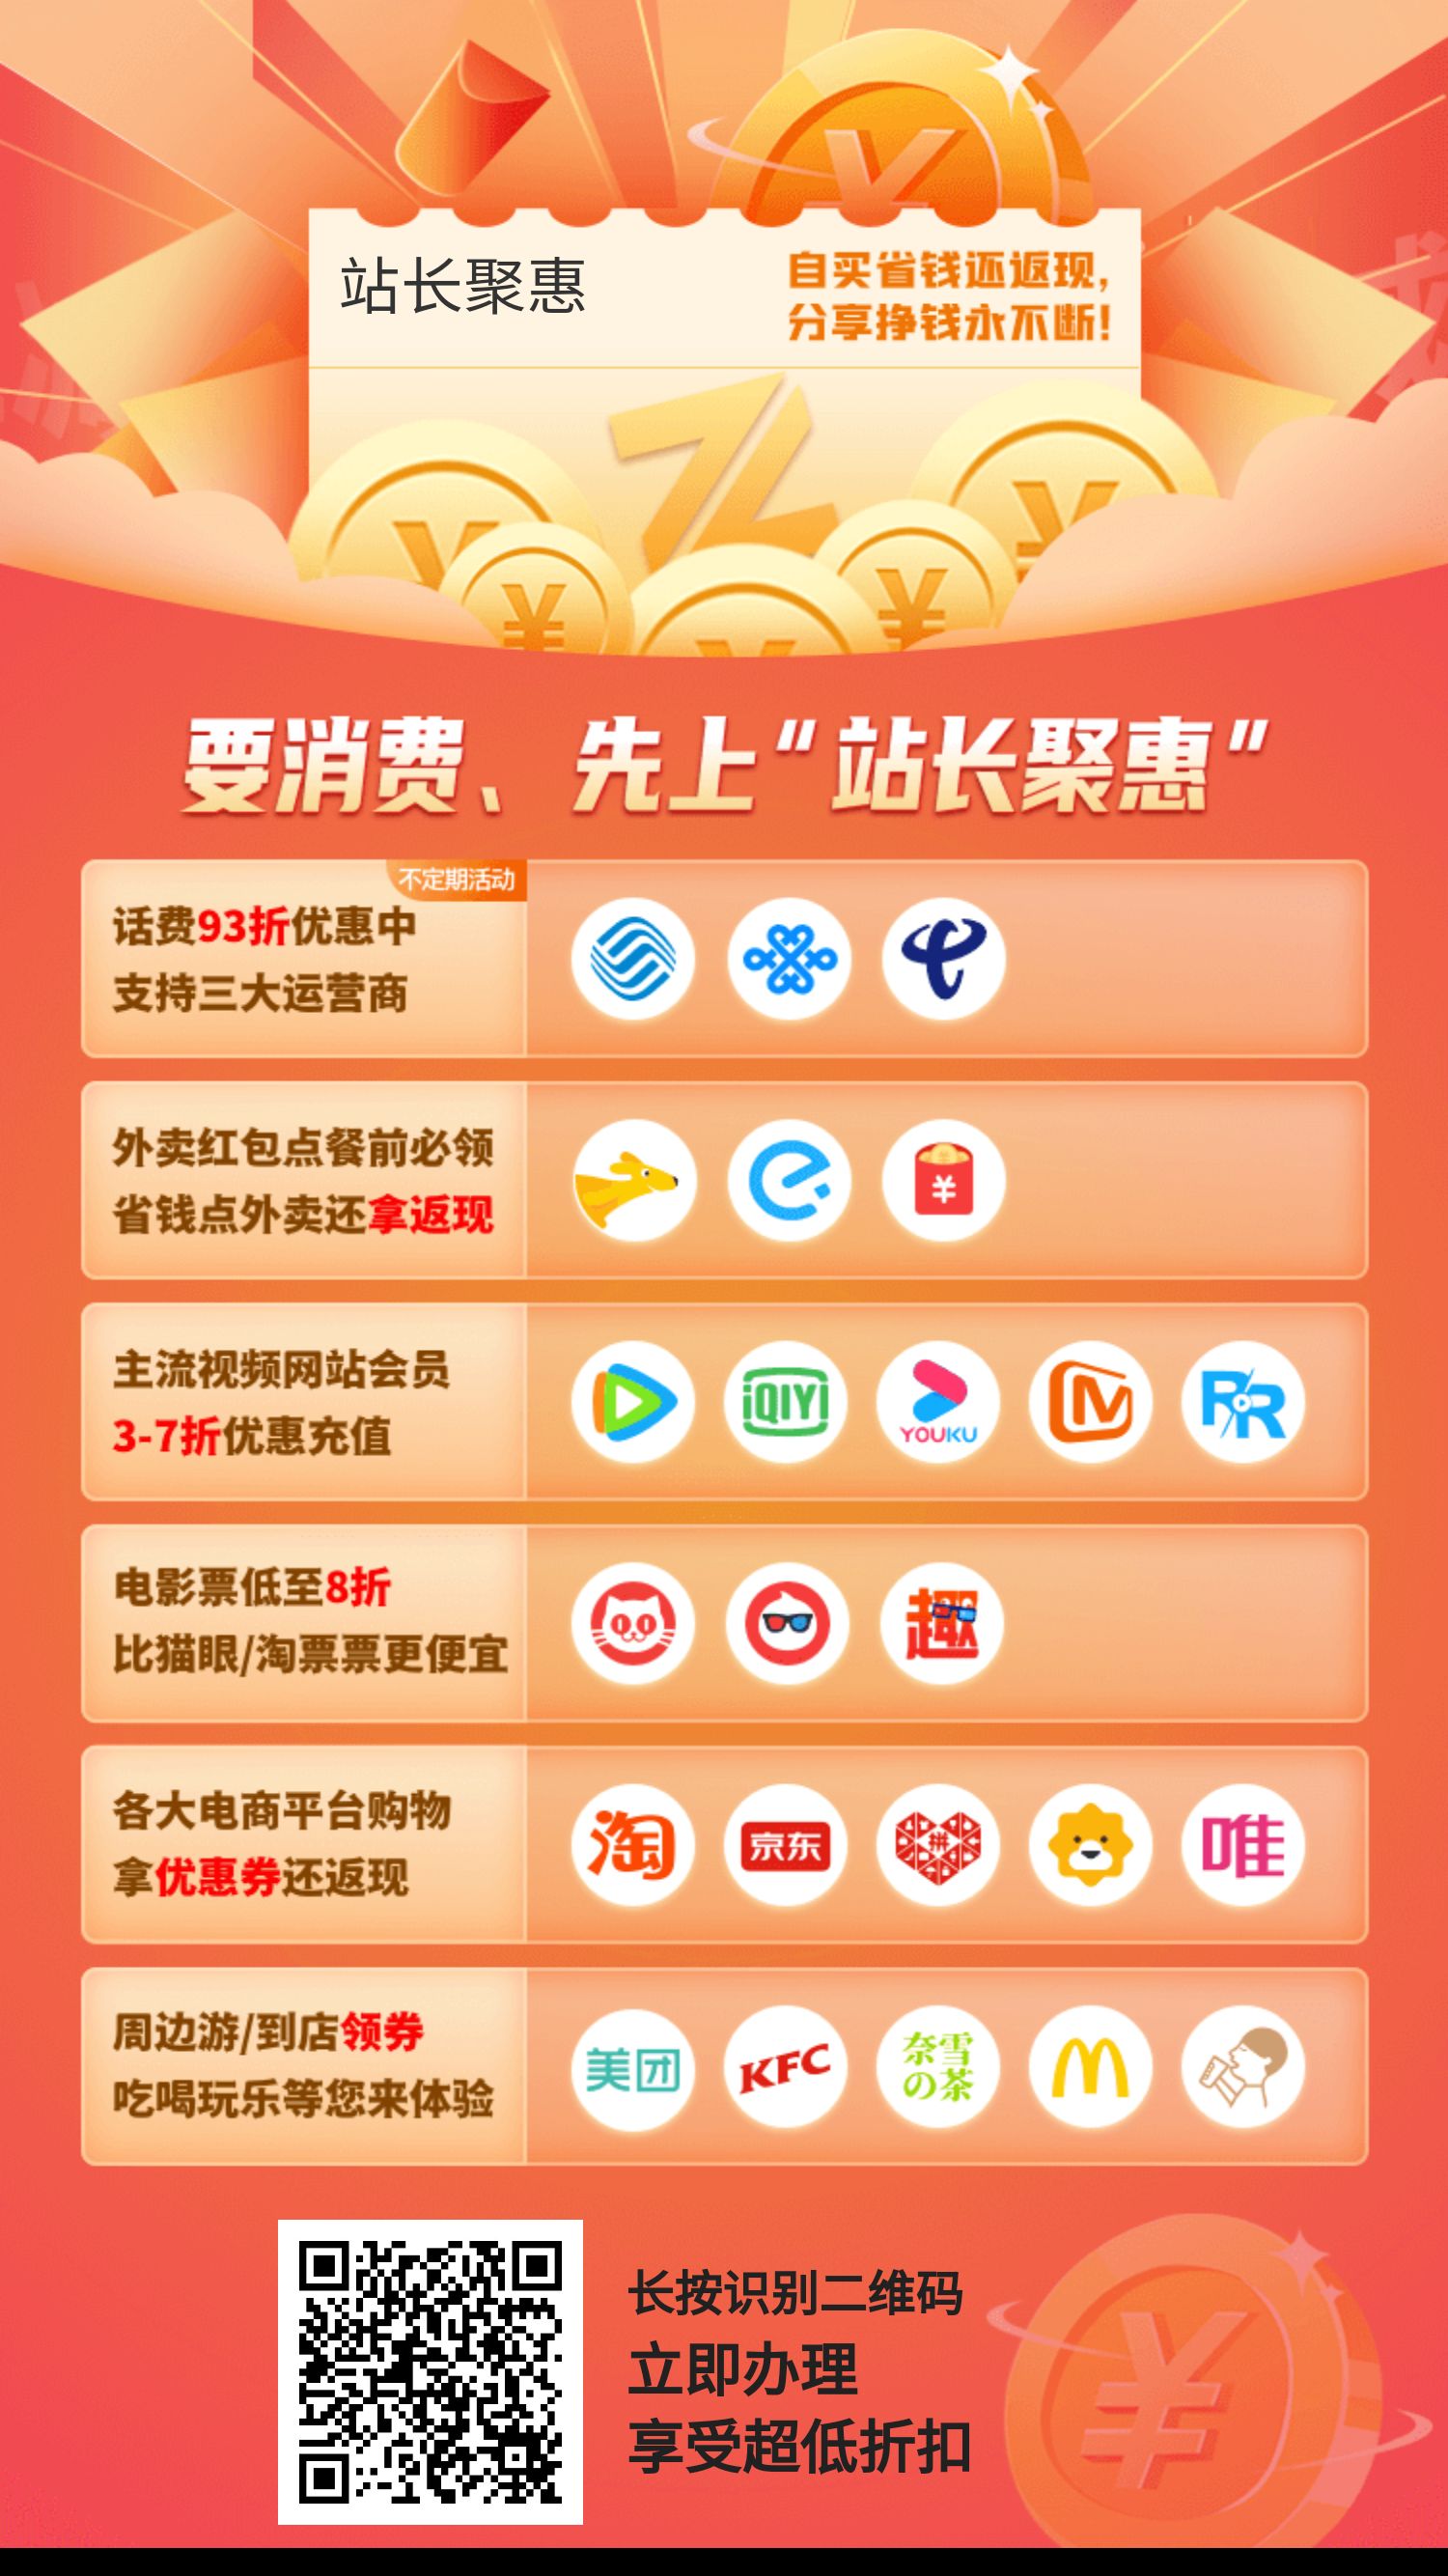 站长聚惠
自买省钱还返现，
分享挣钱永不断！
要消费、先上“站长聚惠”
不定期活动
话费93折优惠中
支持三大运营商
外卖红包点餐前必领
省钱点外卖还拿返现
主流视频网站会员
3-7折优惠充值
iQIYI
YOUKU
电影票低至8折
比猫眼/淘票票更便宜
趣
各大电商平台购物
拿优惠券还返现
淘
京东
拼
唯
周边游/到店领券
吃喝玩乐等您来体验
美团
KFC
奈雪
の茶
长按识别二维码
立即办理
享受超低折扣